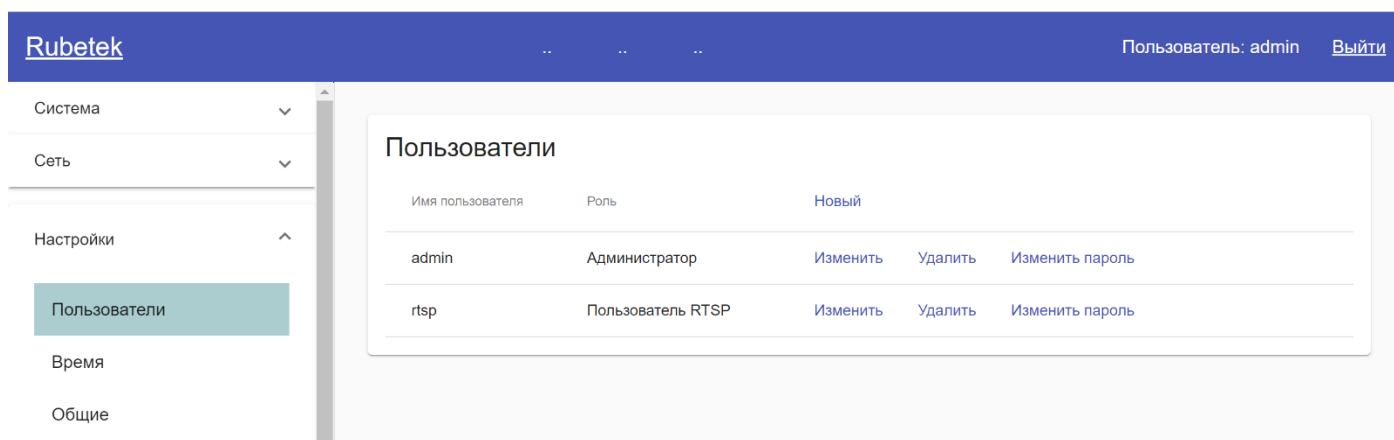 Rubetek .. .. .. Пользователь: admin Выйти
Система
Сеть
Настройки
Пользователи
Время
Общие
Пользователи
Имя пользователя Роль Новый
admin Администратор Изменить Удалить Изменить пароль
rtsp Пользователь RTSP Изменить Удалить Изменить пароль